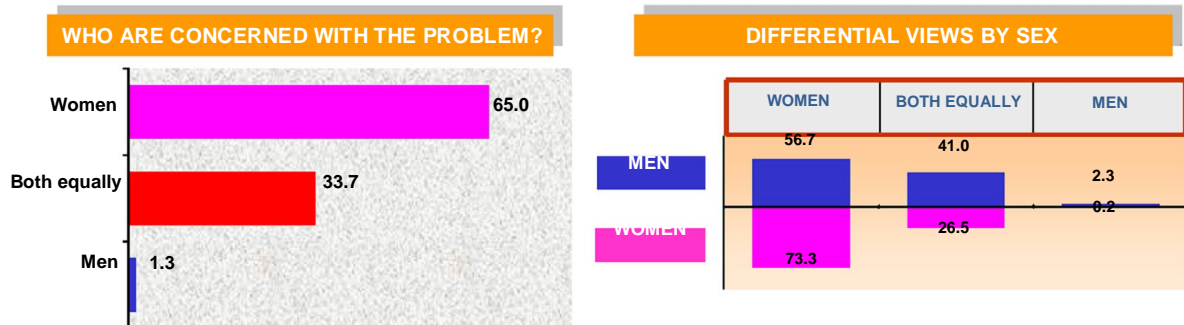 WHO ARE CONCERNED WITH THE PROBLEM?
Women
65.0
Both equally
33.7
Men
1.3
DIFFERENTIAL VIEWS BY SEX
WOMEN BOTH EQUALLY MEN
56.7 41.0 2.3
MEN
0.2
WOMEN
73.3 26.5